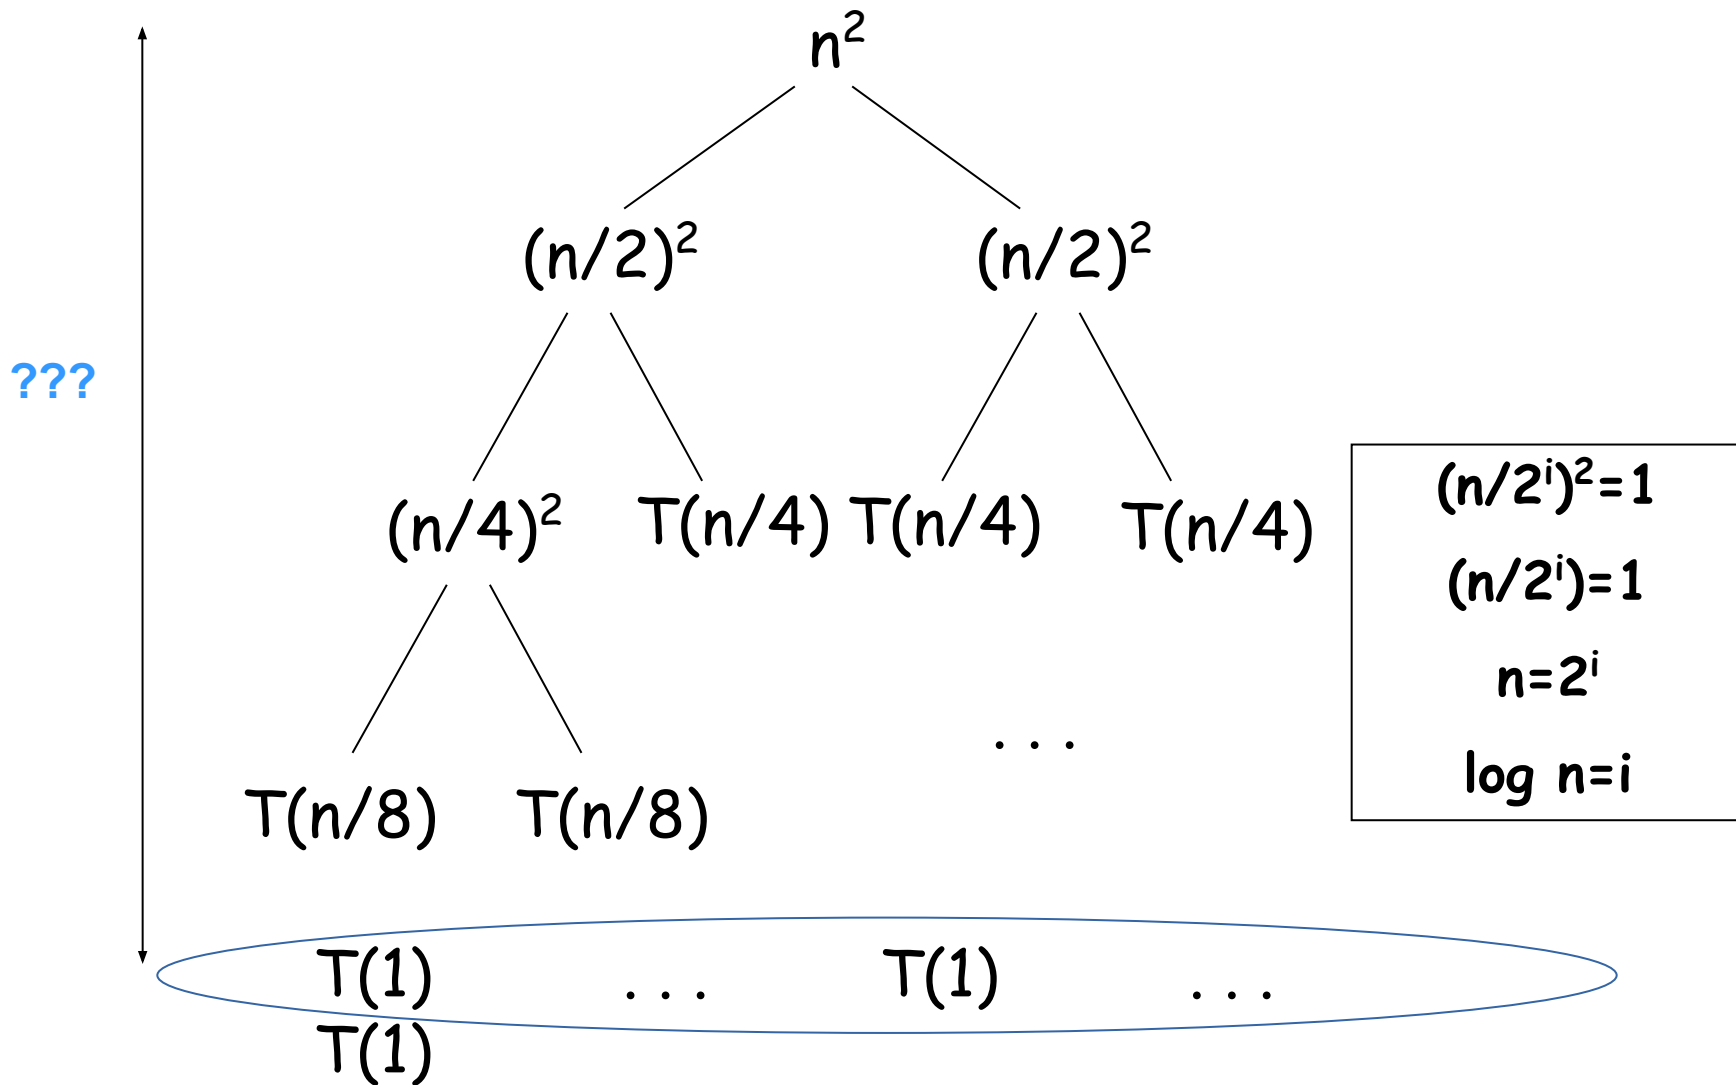 n²
(n/2)² (n/2)²
???
(n/4)² T(n/4) T(n/4) T(n/4)
(n/2ⁱ)²=1
(n/2ⁱ)=1
n=2ⁱ
log n=i
. . .
T(n/8) T(n/8)
T(1) . . . T(1) . . .
T(1)